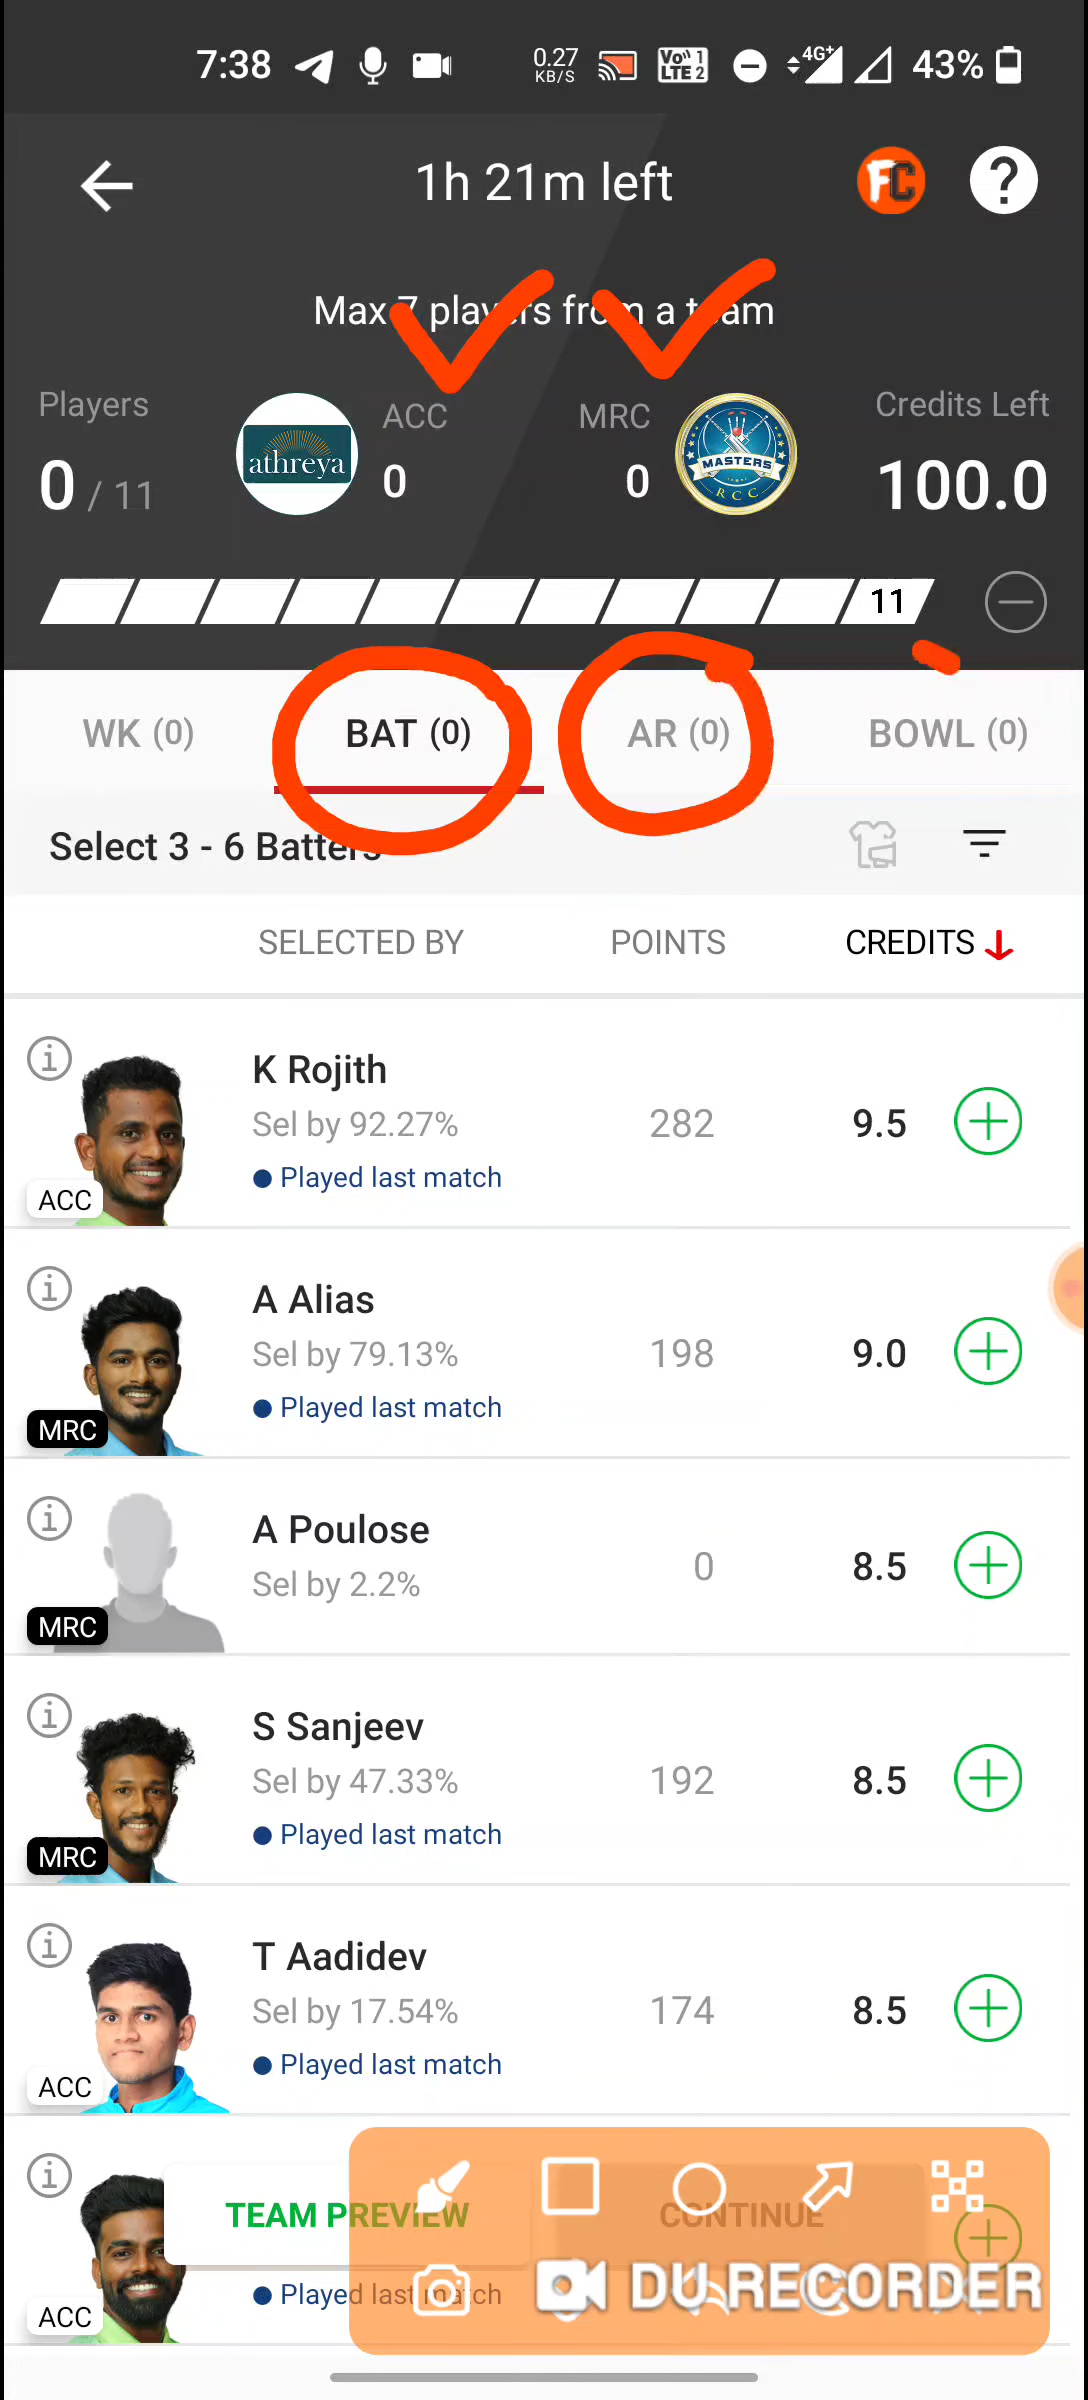 7:38 0.27 KB/S Vo)) 1 LTE 2 4G+ 43%
1h 21m left FC ?
Max 7 players from a team
Players ACC MRC Credits Left
0 / 11 athreya 0 0 MASTERS RCC 100.0
11
WK (0) BAT (0) AR (0) BOWL (0)
Select 3 - 6 Batters
SELECTED BY POINTS CREDITS
K Rojith
Sel by 92.27% 282 9.5
Played last match
ACC
A Alias
Sel by 79.13% 198 9.0
Played last match
MRC
A Poulose
Sel by 2.2% 0 8.5
MRC
S Sanjeev
Sel by 47.33% 192 8.5
Played last match
MRC
T Aadidev
Sel by 17.54% 174 8.5
Played last match
ACC
TEAM PREVIEW CONTINUE
Played last match
DU RECORDER
ACC